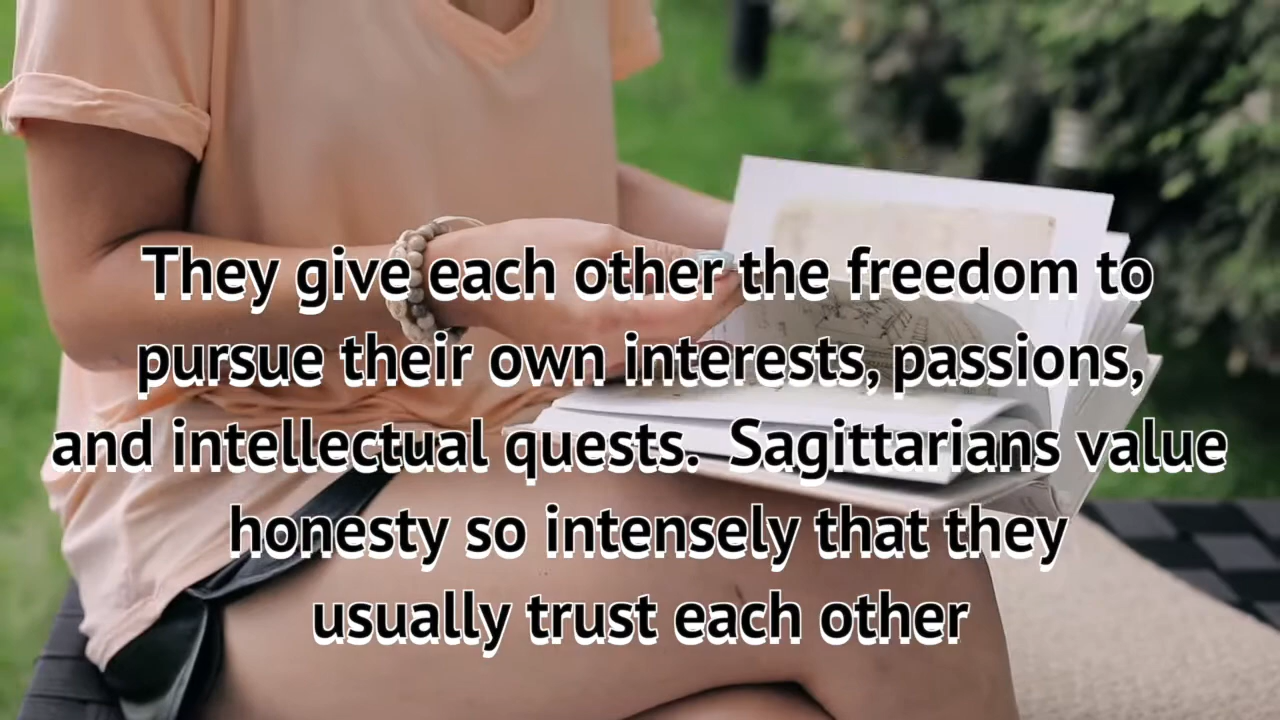 They give each other the freedom to
pursue their own interests, passions,
and intellectual quests.  Sagittarians value
honesty so intensely that they
usually trust each other